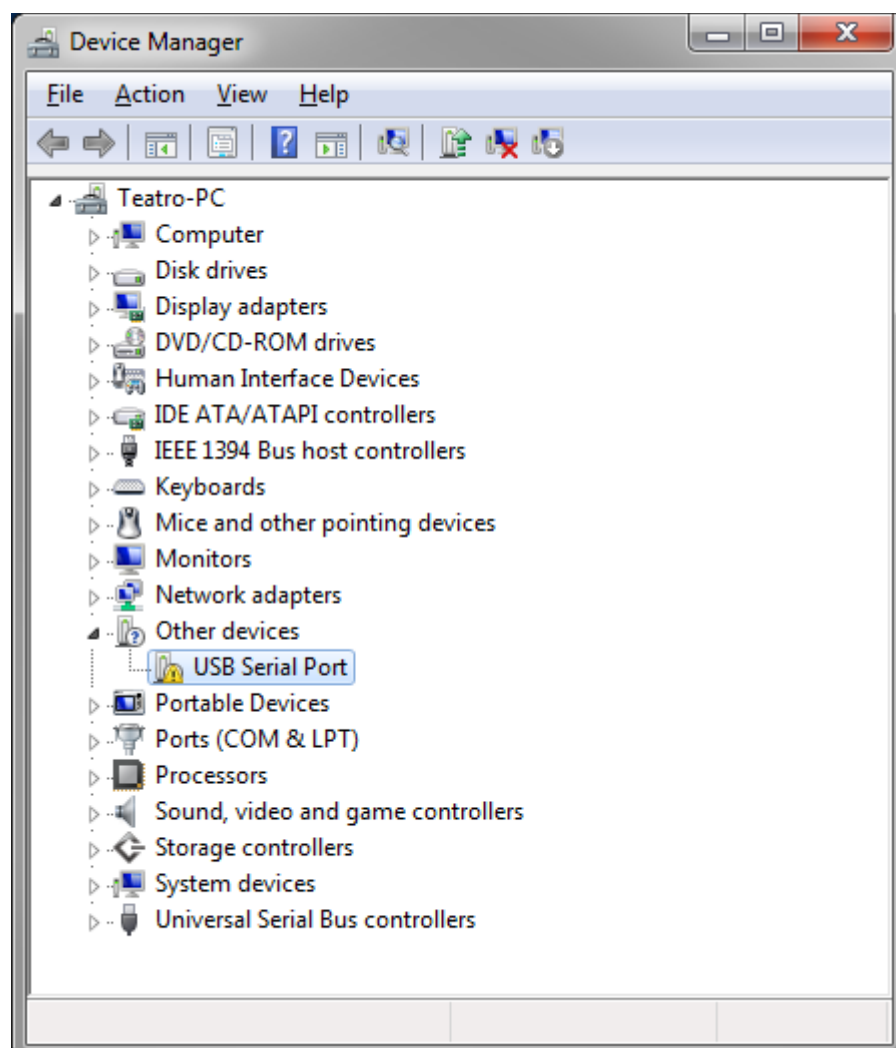 Device Manager
File Action View Help
Teatro-PC
Computer
Disk drives
Display adapters
DVD/CD-ROM drives
Human Interface Devices
IDE ATA/ATAPI controllers
IEEE 1394 Bus host controllers
Keyboards
Mice and other pointing devices
Monitors
Network adapters
Other devices
USB Serial Port
Portable Devices
Ports (COM & LPT)
Processors
Sound, video and game controllers
Storage controllers
System devices
Universal Serial Bus controllers